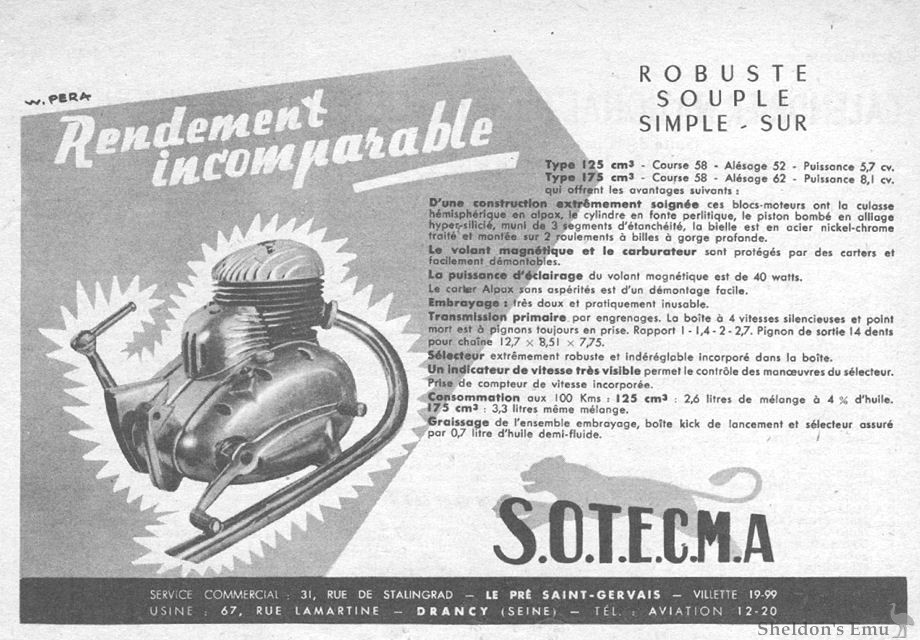 W. PERA
Rendement
incomparable
ROBUSTE
SOUPLE
SIMPLE - SUR
Type 125 cm³ - Course 58 - Alésage 52 - Puissance 5,7 cv.
Type 175 cm³ - Course 58 - Alésage 62 - Puissance 8,1 cv.
qui offrent les avantages suivants :
D'une construction extrêmement soignée ces blocs-moteurs ont la culasse
hémisphérique en alpax, le cylindre en fonte perlitique, le piston bombé en alliage
hyper-silicié, muni de 3 segments d'étanchéité, la bielle est en acier nickel-chrome
traité et montée sur 2 roulements à billes à gorge profonde.
Le volant magnétique et le carburateur sont protégés par des carters et
facilement démontables.
La puissance d'éclairage du volant magnétique est de 40 watts.
Le carter Alpax sans aspérités est d'un démontage facile.
Embrayage : très doux et pratiquement inusable.
Transmission primaire par engrenages. La boîte à 4 vitesses silencieuses et point
mort est à pignons toujours en prise. Rapport 1 - 1,4 - 2 - 2,7. Pignon de sortie 14 dents
pour chaîne 12,7 × 8,51 × 7,75.
Sélecteur extrêmement robuste et indéréglable incorporé dans la boîte.
Un indicateur de vitesse très visible permet le contrôle des manœuvres du sélecteur.
Prise de compteur de vitesse incorporée.
Consommation aux 100 Kms : 125 cm³ : 2,6 litres de mélange à 4 % d'huile.
175 cm³ : 3,3 litres même mélange.
Graissage de l'ensemble embrayage, boîte kick de lancement et sélecteur assuré
par 0,7 litre d'huile demi-fluide.
S.O.T.E.C.M.A
SERVICE COMMERCIAL : 31, RUE DE STALINGRAD — LE PRÉ SAINT-GERVAIS — VILLETTE 19-99
USINE : 67, RUE LAMARTINE — DRANCY (SEINE) — TÉL. : AVIATION 12-20
Sheldon's Emu